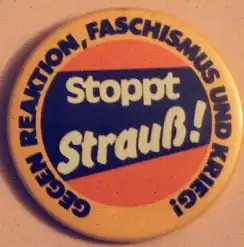 GEGEN REAKTION, FASCHISMUS UND KRIEG!
Stoppt
Strauß!